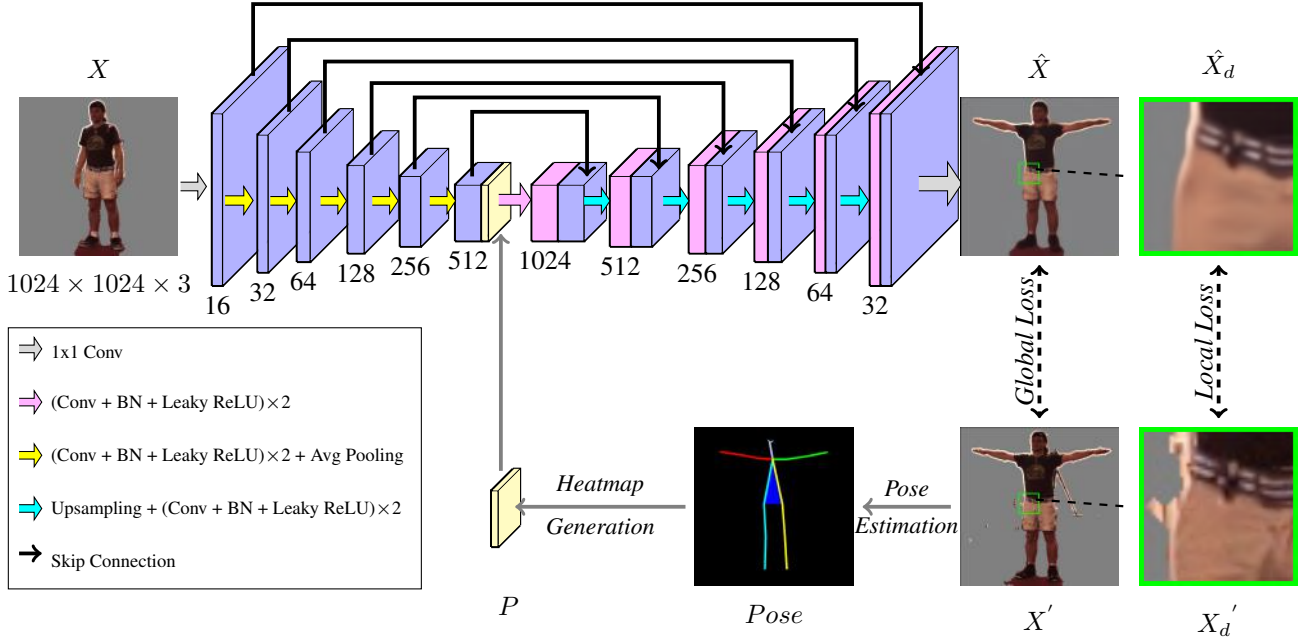 X
X̂
X̂_d
1024 × 1024 × 3
16
32
64
128
256
512
1024
512
256
128
64
32
1x1 Conv
(Conv + BN + Leaky ReLU)×2
(Conv + BN + Leaky ReLU)×2 + Avg Pooling
Upsampling + (Conv + BN + Leaky ReLU)×2
Skip Connection
Global Loss
Local Loss
Heatmap
Generation
Pose
Estimation
P
Pose
X′
X_d′